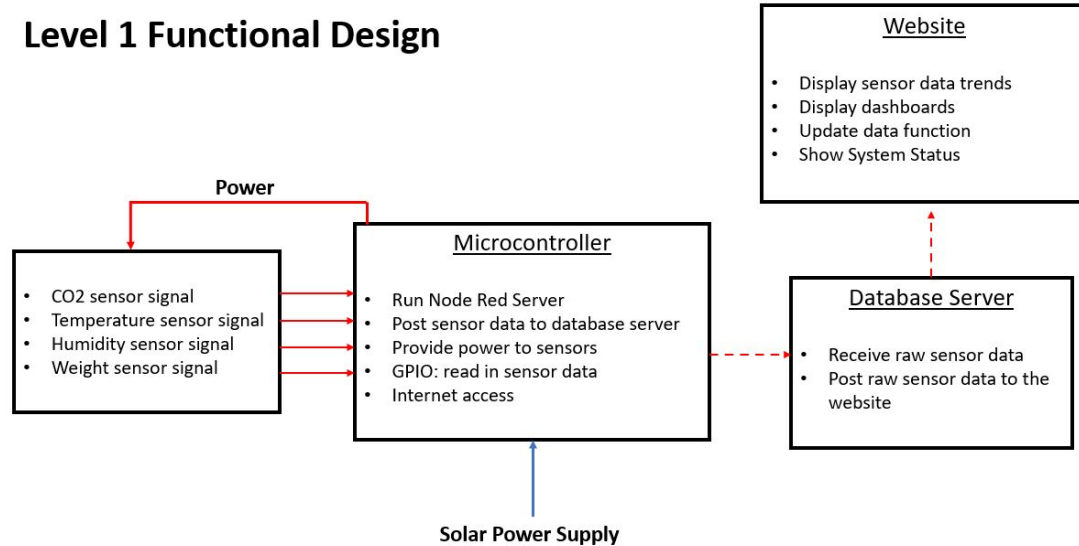 Level 1 Functional Design
Website
• Display sensor data trends
• Display dashboards
• Update data function
• Show System Status
Power
• CO2 sensor signal
• Temperature sensor signal
• Humidity sensor signal
• Weight sensor signal
Microcontroller
• Run Node Red Server
• Post sensor data to database server
• Provide power to sensors
• GPIO: read in sensor data
• Internet access
Database Server
• Receive raw sensor data
• Post raw sensor data to the
website
Solar Power Supply